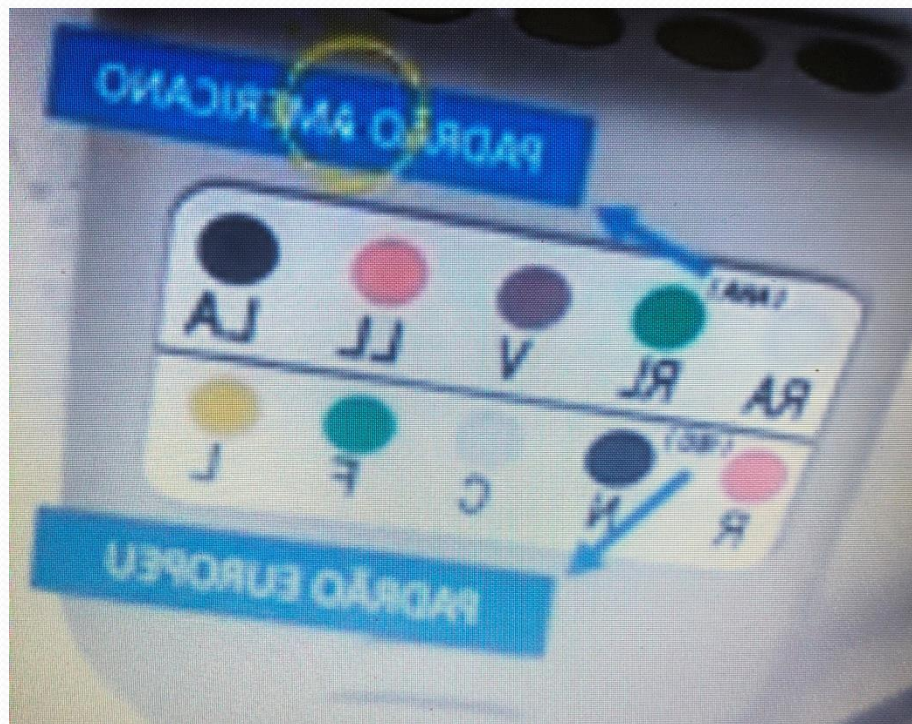 PADRÃO AMERICANO
(AHA)
RA RL V LL LA
(IEC)
R N C F L
PADRÃO EUROPEU